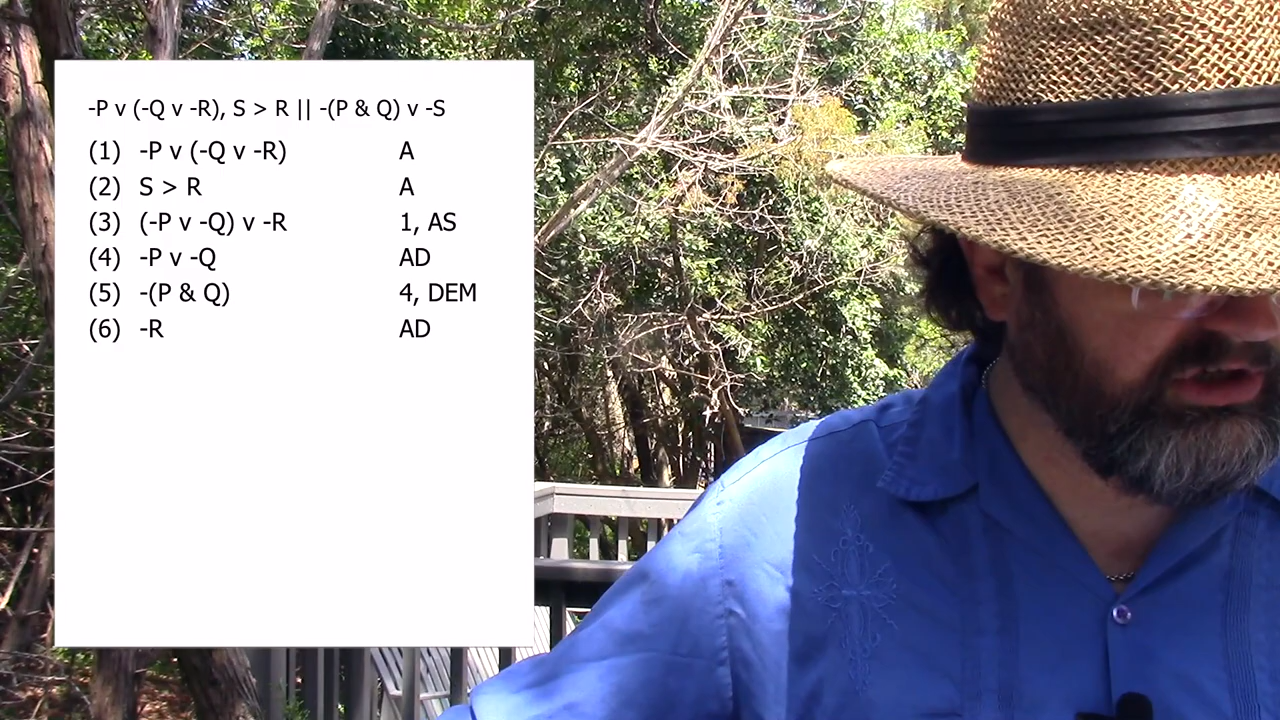 -P v (-Q v -R), S > R || -(P & Q) v -S
(1) -P v (-Q v -R) A
(2) S > R A
(3) (-P v -Q) v -R 1, AS
(4) -P v -Q AD
(5) -(P & Q) 4, DEM
(6) -R AD